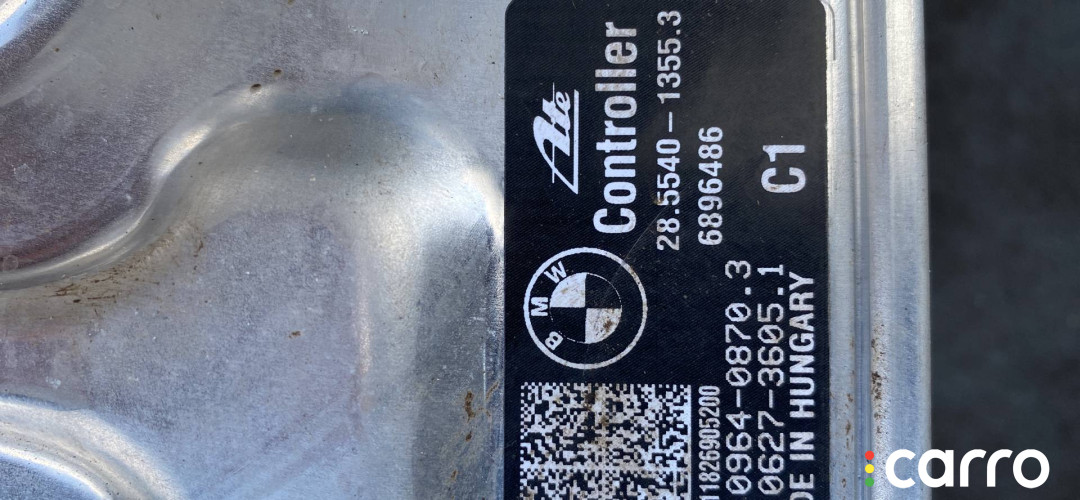 Ate
BMW
Controller
28.5540-1355.3
6896486
C1
11826905200
0964-0870.3
0627-3605.1
DE IN HUNGARY
carro